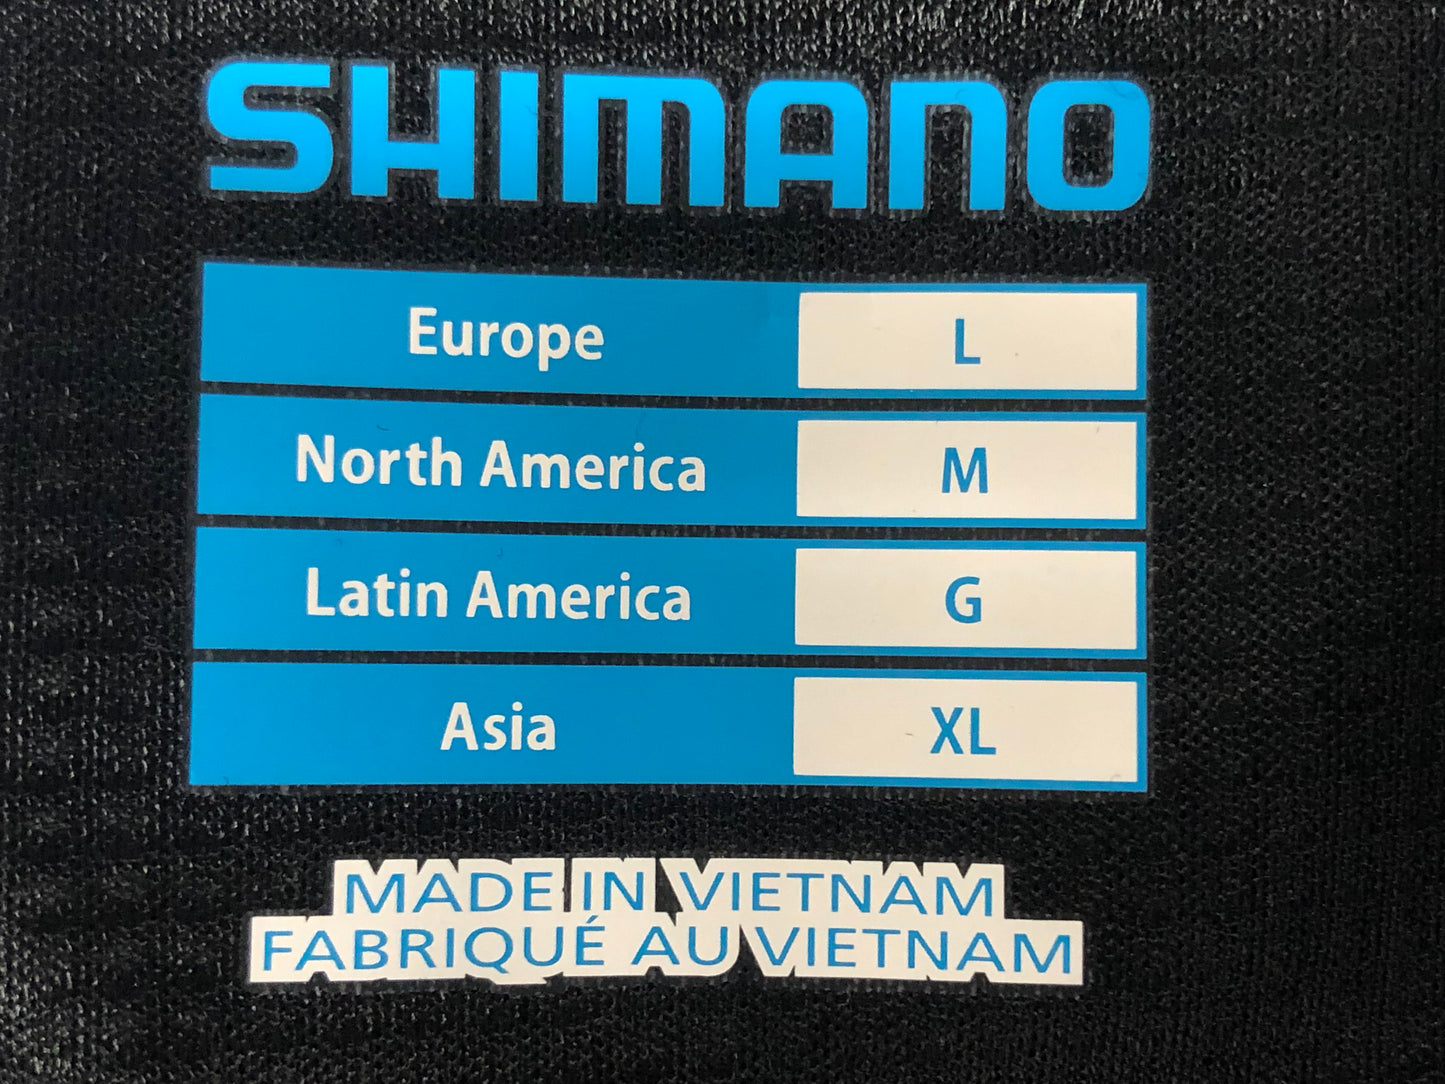 SHIMANO
Europe L
North America M
Latin America G
Asia XL
MADE IN VIETNAM
FABRIQUÉ AU VIETNAM